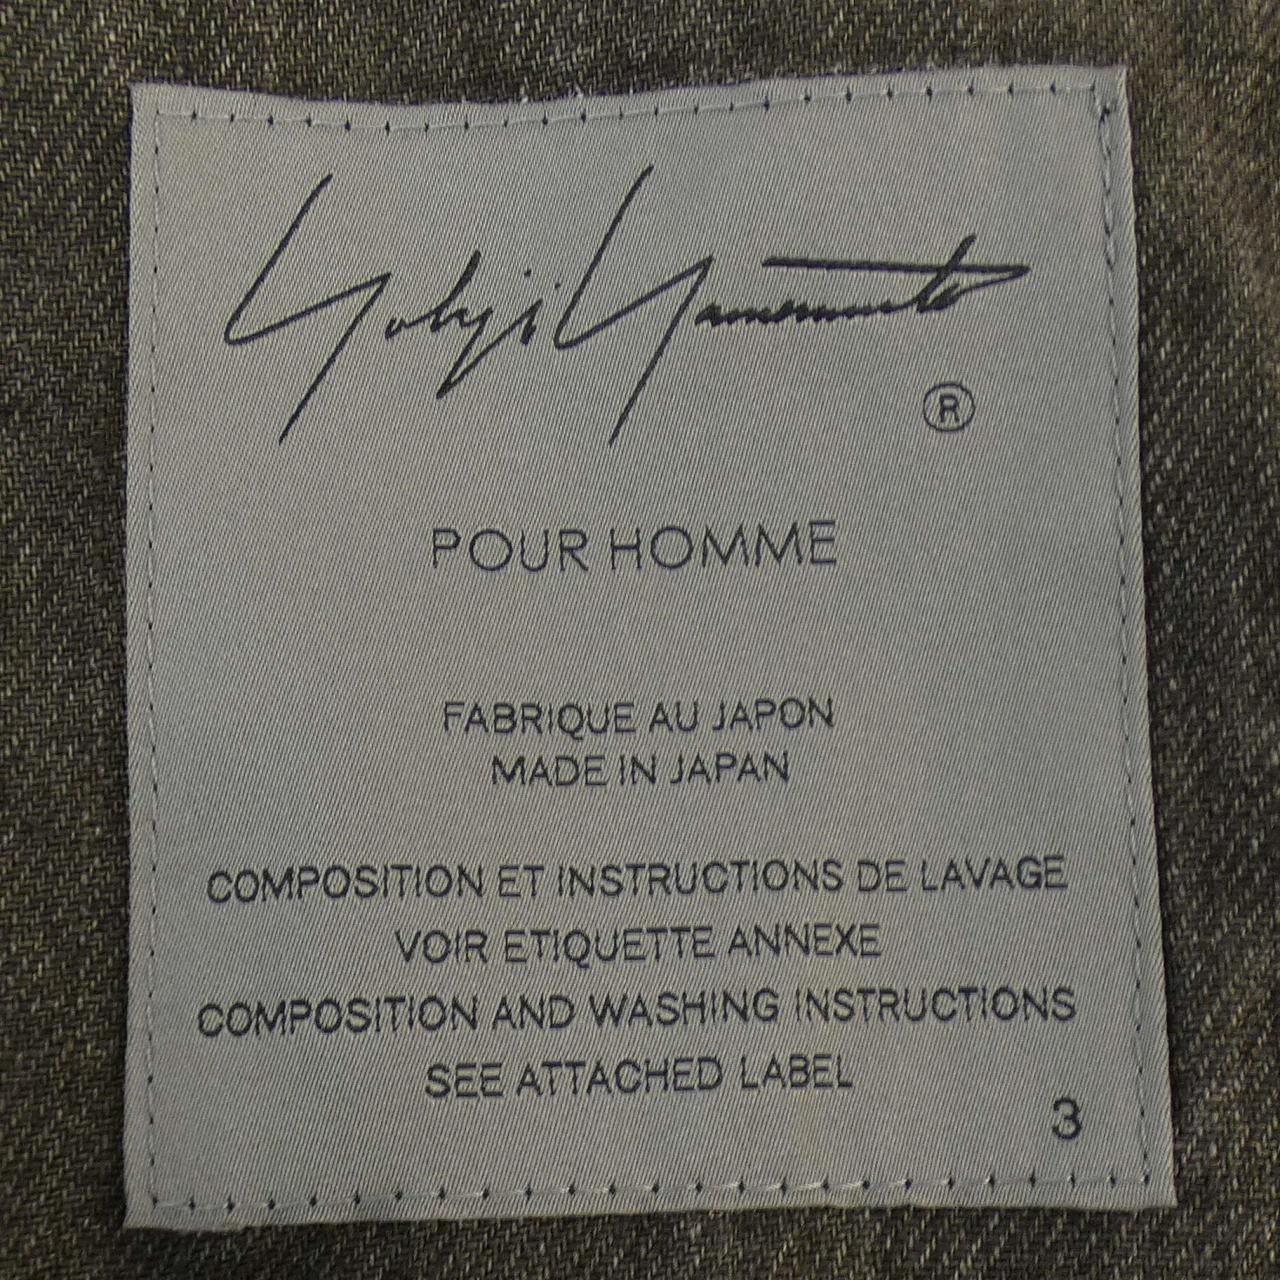 Yohji Yamamoto
®
POUR HOMME
FABRIQUE AU JAPON
MADE IN JAPAN
COMPOSITION ET INSTRUCTIONS DE LAVAGE
VOIR ETIQUETTE ANNEXE
COMPOSITION AND WASHING INSTRUCTIONS
SEE ATTACHED LABEL
3